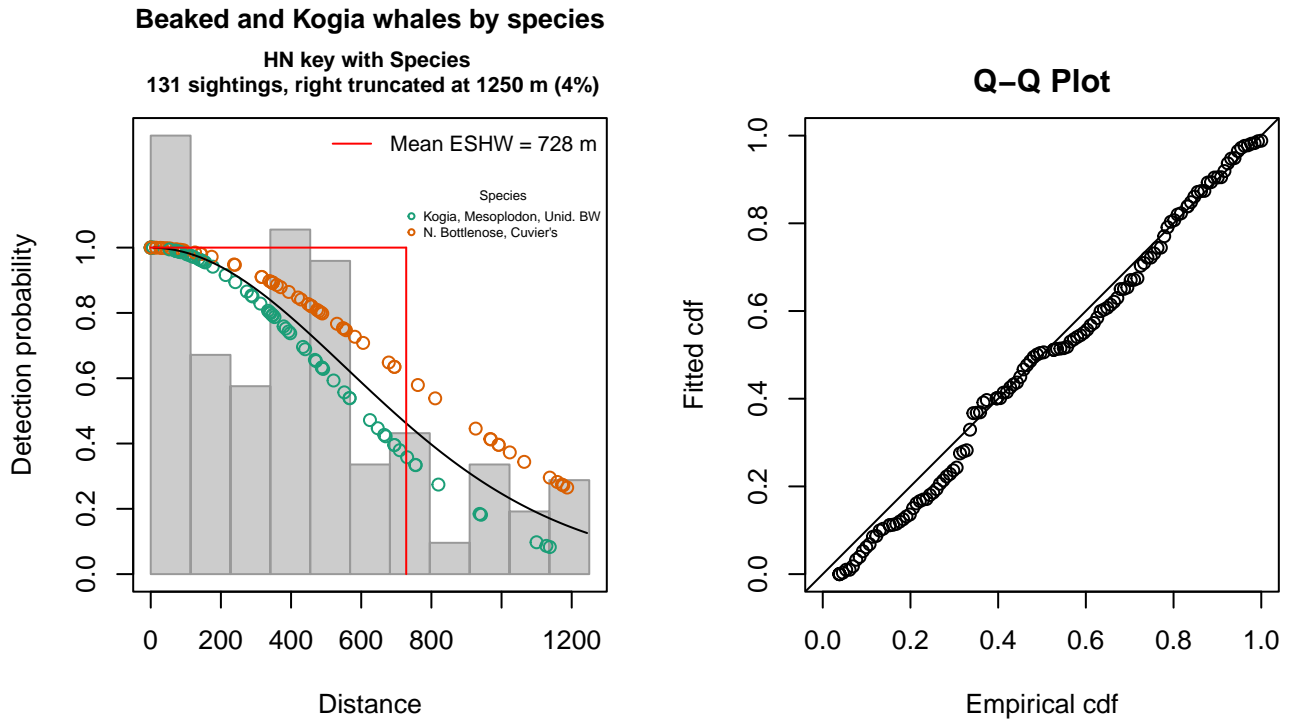 Beaked and Kogia whales by species
HN key with Species
131 sightings, right truncated at 1250 m (4%)
Mean ESHW = 728 m
Species
Kogia, Mesoplodon, Unid. BW
N. Bottlenose, Cuvier's
Detection probability
1.0
0.8
0.6
0.4
0.2
0.0
0 200 400 600 800 1200
Distance
Q−Q Plot
Fitted cdf
1.0
0.8
0.6
0.4
0.2
0.0
0.0 0.2 0.4 0.6 0.8 1.0
Empirical cdf